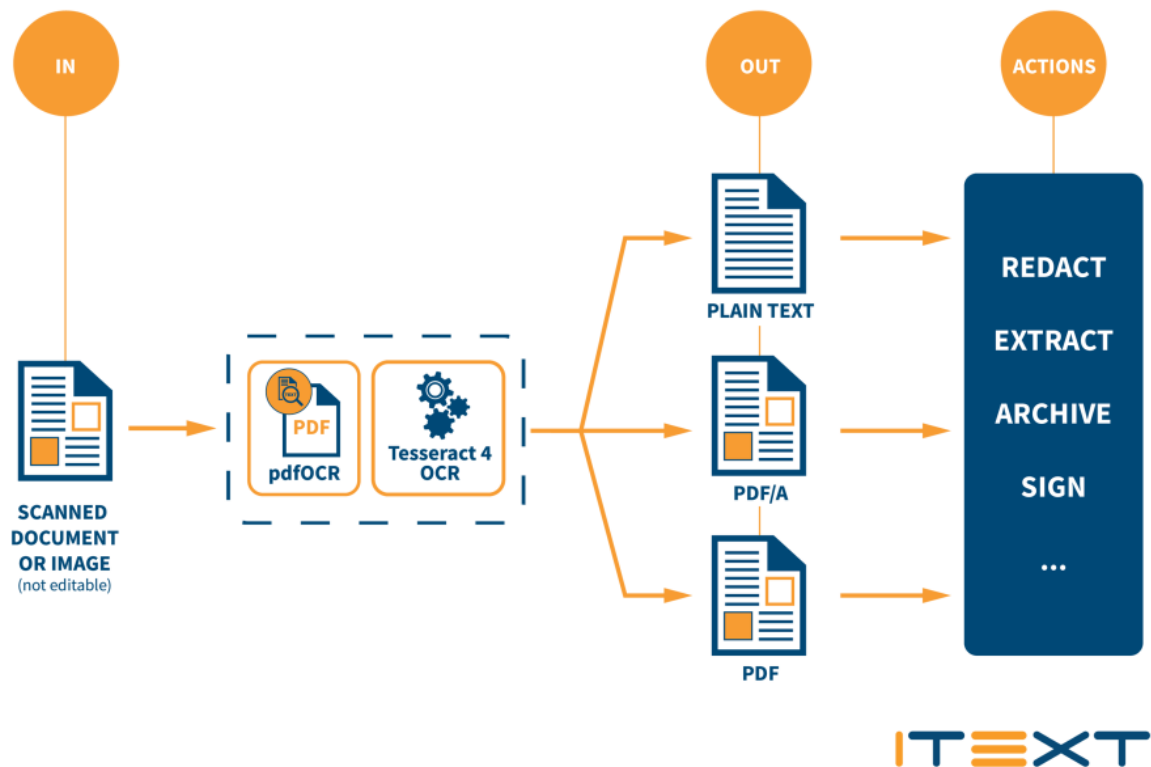 IN
OUT
ACTIONS
SCANNED
DOCUMENT
OR IMAGE
(not editable)
PDF
pdfOCR
Tesseract 4
OCR
PLAIN TEXT
PDF/A
PDF
REDACT
EXTRACT
ARCHIVE
SIGN
...
ITEXT